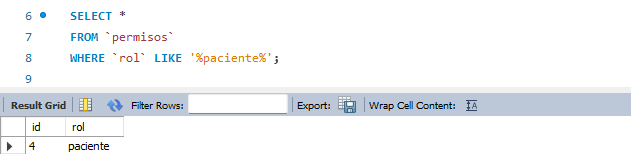 6 SELECT *
7 FROM `permisos`
8 WHERE `rol` LIKE '%paciente%';
9
Result Grid Filter Rows: Export: Wrap Cell Content: IA
id rol
4 paciente